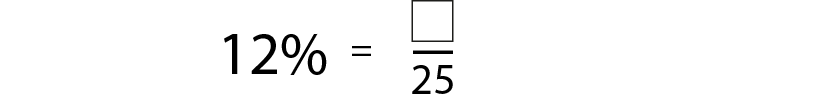 12% = □/25